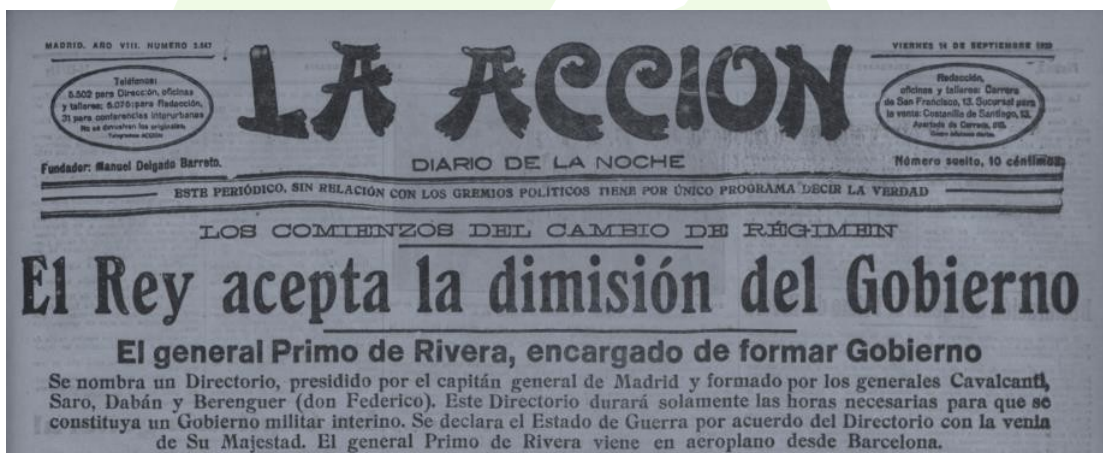 MADRID. AÑO VIII. NUMERO
VIERNES 14 DE SEPTIEMBRE
LA ACCION
Teléfonos:
5.502 para Dirección, oficinas
y talleres; 5.075 para Redacción,
31 para conferencias interurbanas
No se devuelven los originales.
Telegramas ACCION
Redacción,
oficinas y talleres: Carrera
de San Francisco, 13. Sucursal para
la venta: Costanilla de Santiago, 13.
Apartado de Correos,
Fundador: Manuel Delgado Barreto.
DIARIO DE LA NOCHE
Número suelto, 10 céntimos
ESTE PERIÓDICO, SIN RELACIÓN CON LOS GREMIOS POLÍTICOS TIENE POR ÚNICO PROGRAMA DECIR LA VERDAD
LOS COMIENZOS DEL CAMBIO DE RÉGIMEN
El Rey acepta la dimisión del Gobierno
El general Primo de Rivera, encargado de formar Gobierno
Se nombra un Directorio, presidido por el capitán general de Madrid y formado por los generales Cavalcanti,
Saro, Dabán y Berenguer (don Federico). Este Directorio durará solamente las horas necesarias para que se
constituya un Gobierno militar interino. Se declara el Estado de Guerra por acuerdo del Directorio con la venia
de Su Majestad. El general Primo de Rivera viene en aeroplano desde Barcelona.